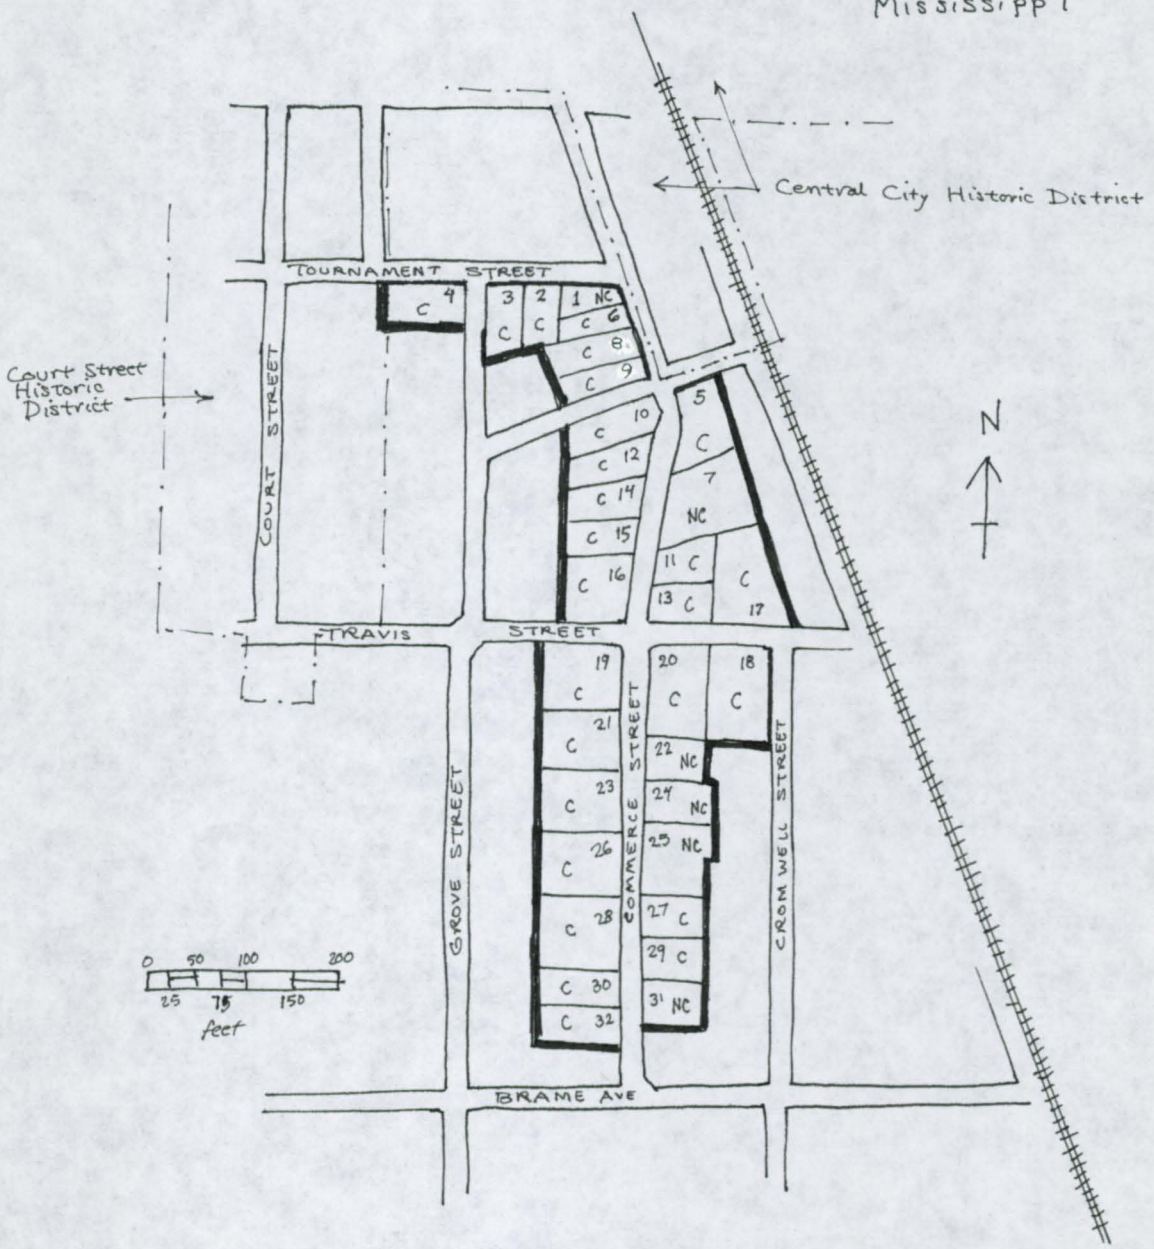 MISSISSIPPI
Central City Historic District
TOURNAMENT STREET
4
C
3
C
2
C
1 NC
C 6
C 8
C 9
Court Street
Historic
District
COURT STREET
5
C
N
10
C
C 12
C 14
C 15
C 16
7
NC
11 C
13 C
C
17
TRAVIS STREET
19
C
20
C
18
C
21
C
22 NC
23
C
24 NC
25 NC
26
C
27 C
28
C
29 C
C 30
31 NC
C 32
GROVE STREET
COMMERCE STREET
CROMWELL STREET
0 50 100 200
25 75 150
feet
BRAME AVE